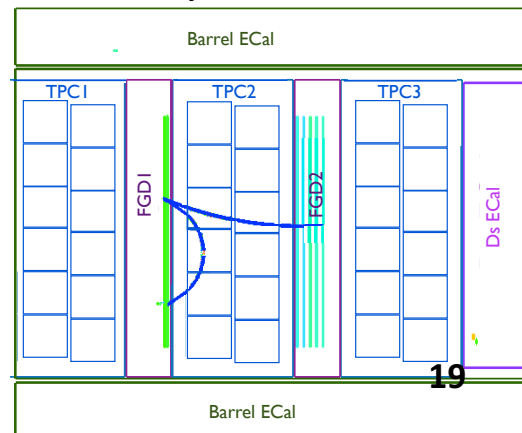 Barrel ECal
TPC1
TPC2
TPC3
FGD1
FGD2
Ds ECal
19
Barrel ECal